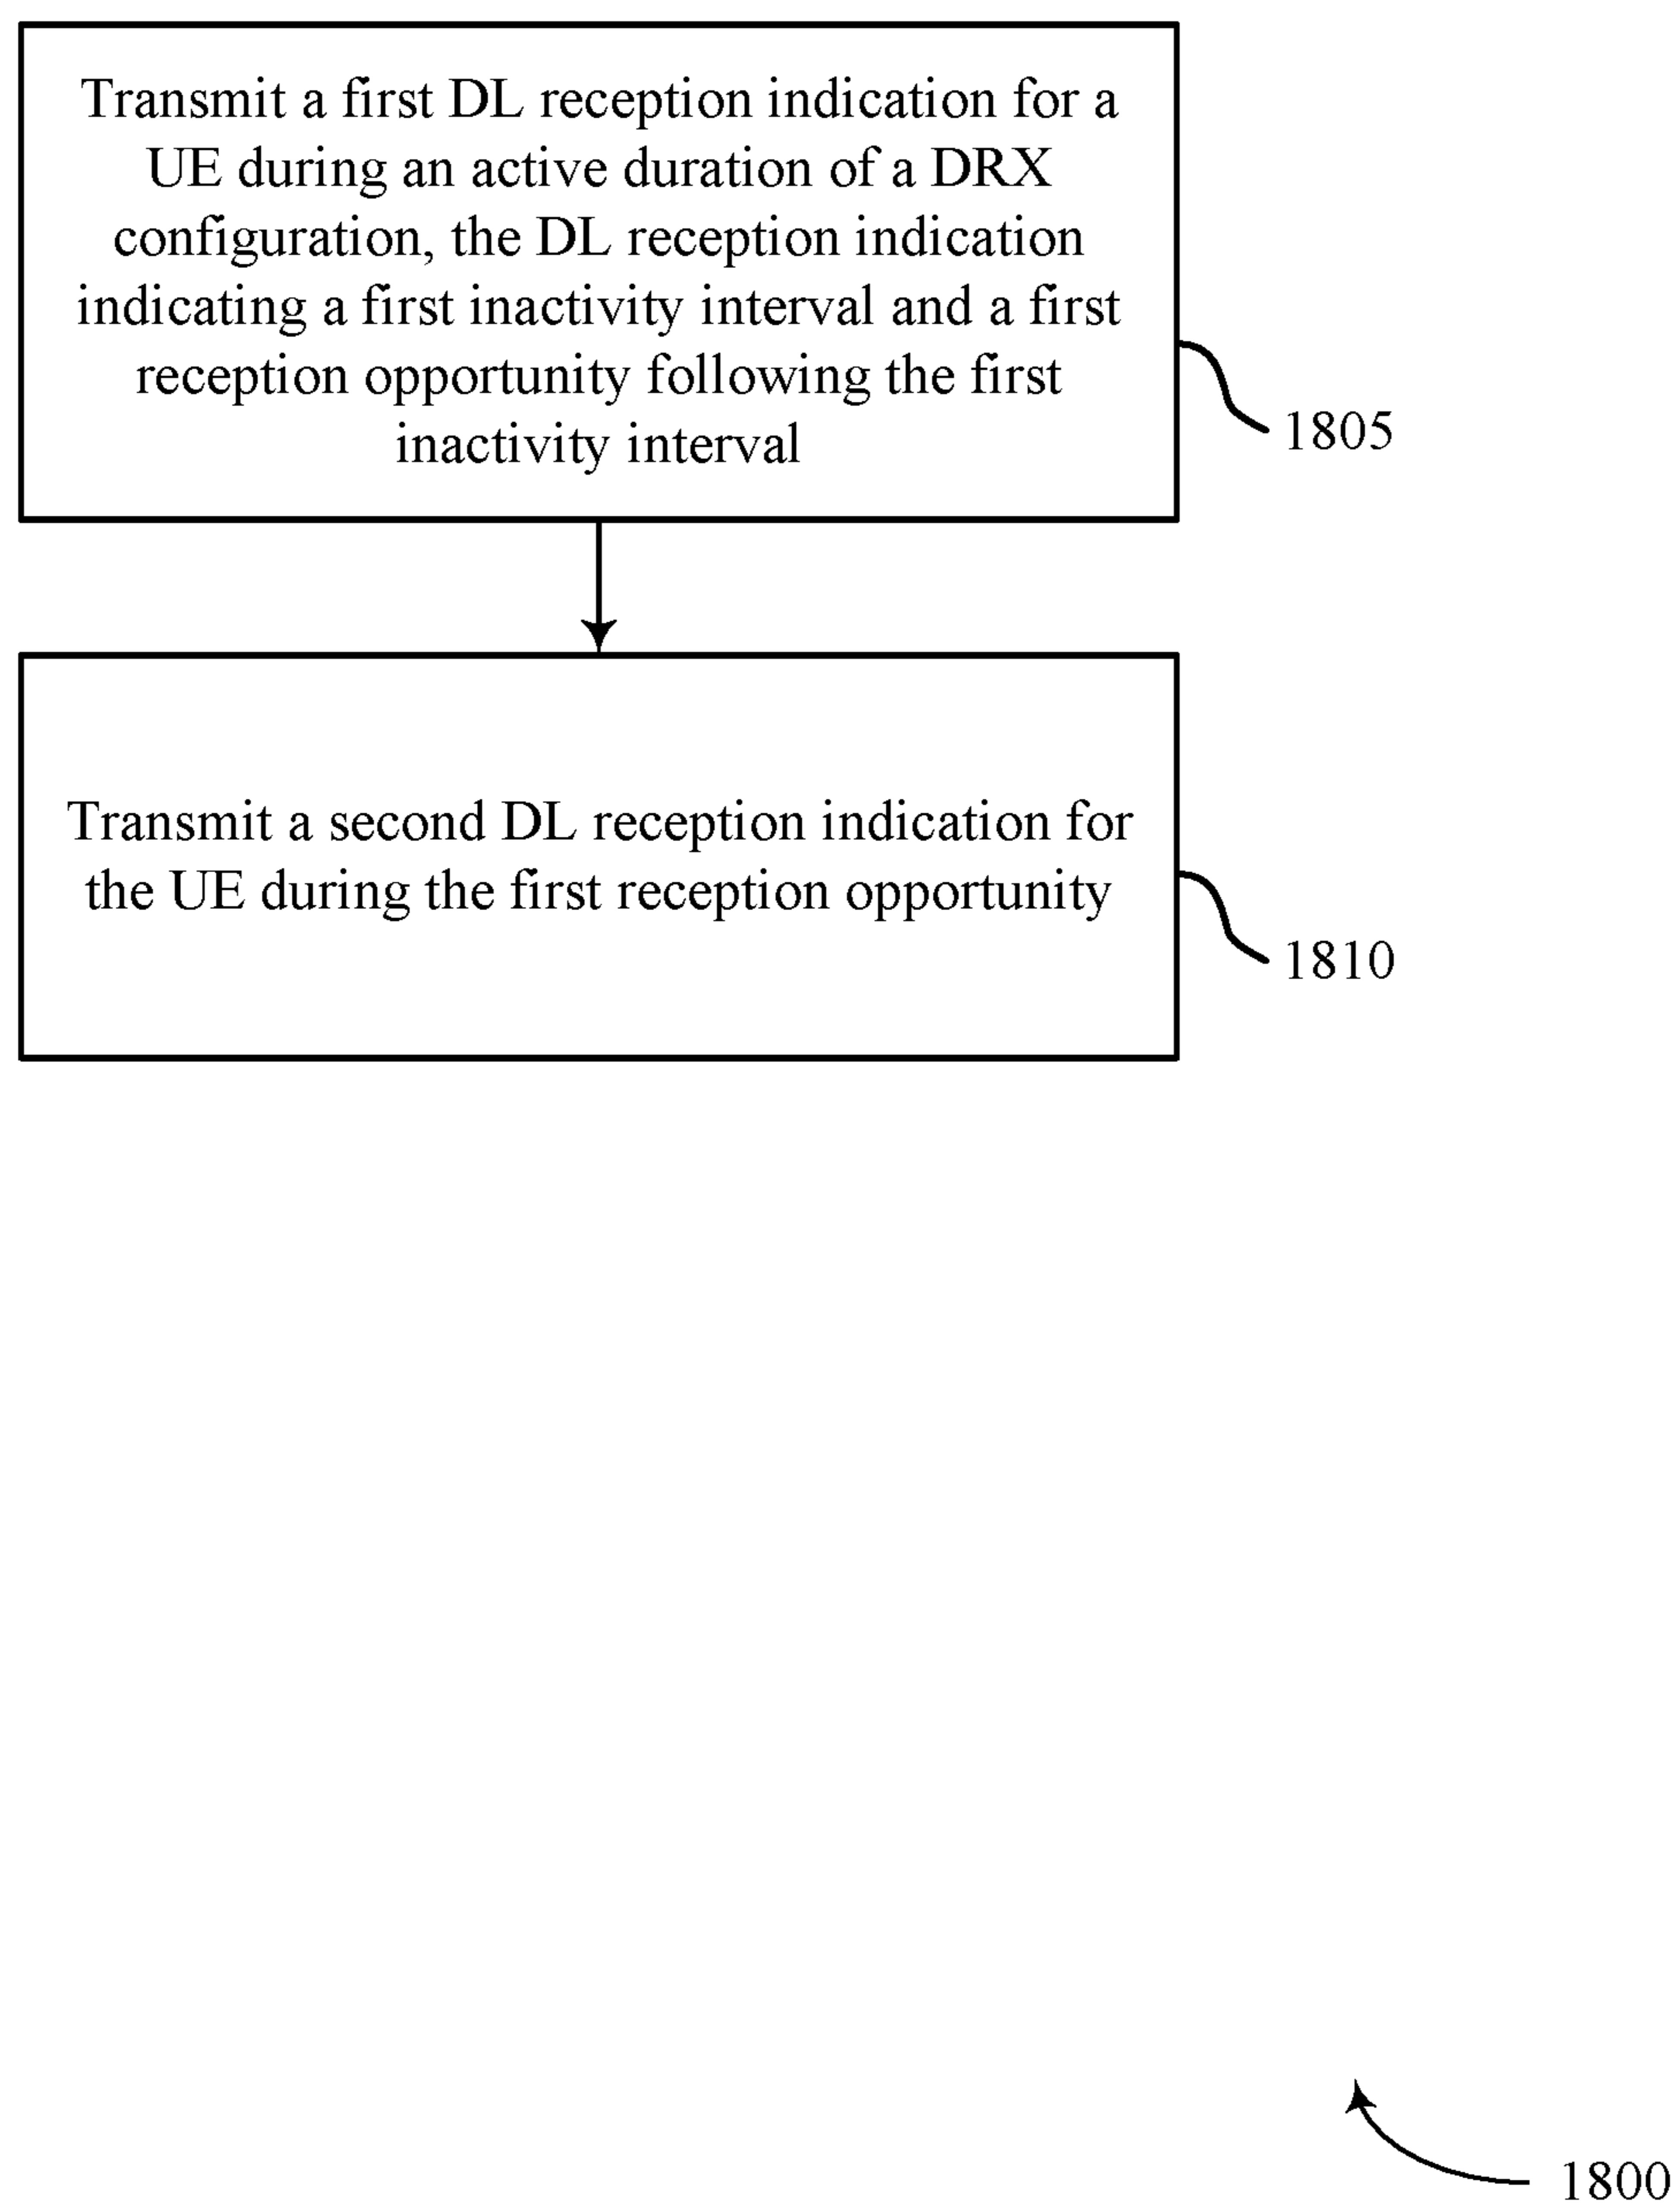 Transmit a first DL reception indication for a
UE during an active duration of a DRX
configuration, the DL reception indication
indicating a first inactivity interval and a first
reception opportunity following the first
inactivity interval
1805
Transmit a second DL reception indication for
the UE during the first reception opportunity
1810
1800